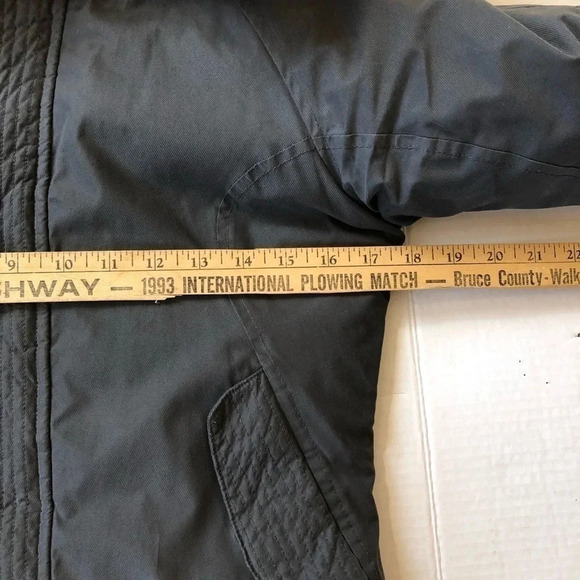 9 10 11 12 13 14 15 16 17 18 19 20 21 22
HWAY — 1993 INTERNATIONAL PLOWING MATCH — Bruce County-Walk